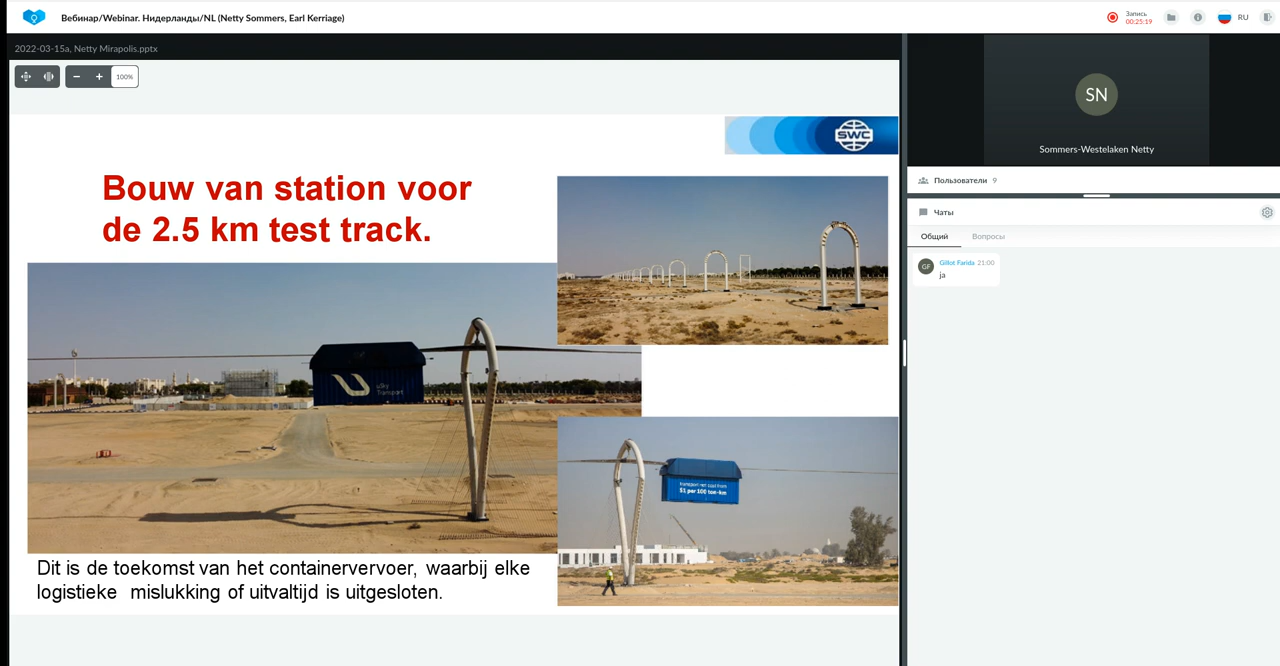 Вебинар/Webinar. Нидерланды/NL (Netty Sommers, Earl Kerriage)
Запись
00:25:19
RU
2022-03-15a, Netty Mirapolis.pptx
100%
SWC
Bouw van station voor
de 2.5 km test track.
uSky
Transport
$1 per 100 ton-km
Dit is de toekomst van het containervervoer, waarbij elke
logistieke mislukking of uitvaltijd is uitgesloten.
SN
Sommers-Westelaken Netty
Пользователи 9
Чаты
Общий Вопросы
GF
Gillot Farida 21:00
ja